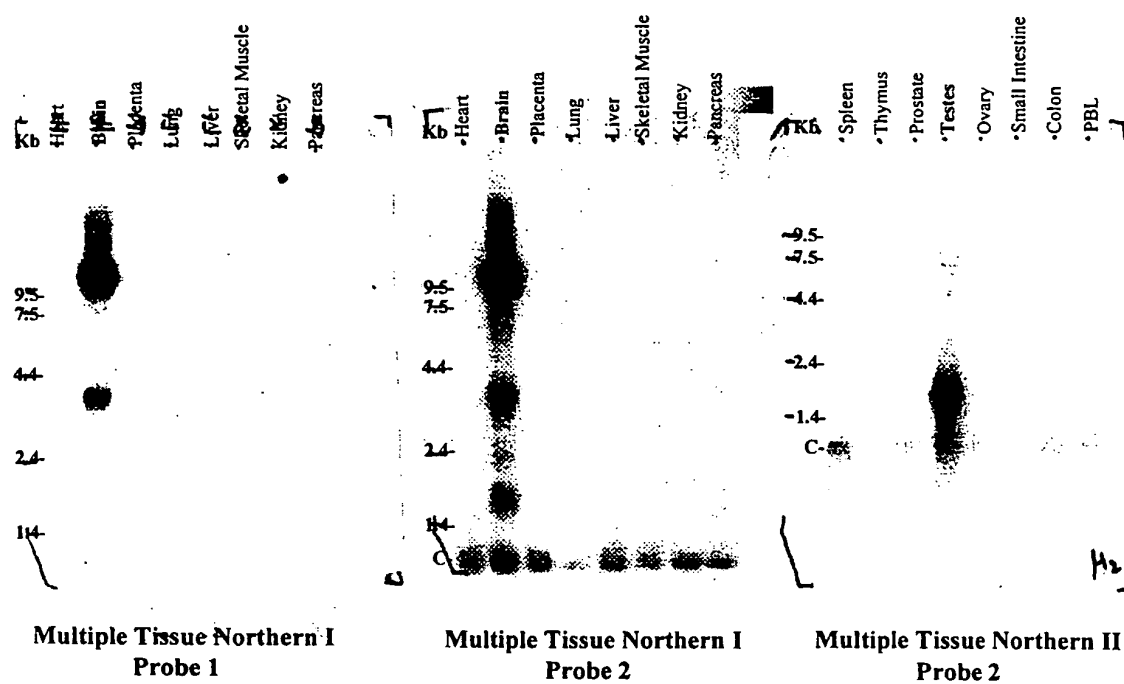 Kb Heart Brain Placenta Lung Liver Skeletal Muscle Kidney Pancreas
9.5-
7.5-
4.4-
2.4-
1.4-
Multiple Tissue Northern I
Probe 1
Kb Heart Brain Placenta Lung Liver Skeletal Muscle Kidney Pancreas
9.5-
7.5-
4.4-
2.4-
1.4-
C-
Multiple Tissue Northern I
Probe 2
Kb Spleen Thymus Prostate Testes Ovary Small Intestine Colon PBL
-9.5-
-7.5-
-4.4-
-2.4-
-1.4-
C-
Multiple Tissue Northern II
Probe 2